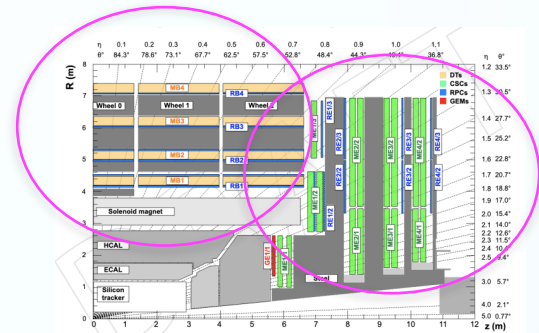 η 0.1 0.2 0.3 0.4 0.5 0.6 0.7 0.8 0.9 1.0 1.1 η θ°
θ° 84.3° 78.6° 73.1° 67.7° 62.5° 57.5° 52.8° 48.4° 44.3° 36.8°
R (m)
8
7
6
5
4
3
2
1
0
MB4
Wheel 0 Wheel 1
RB4
MB3
RB3
MB2
RB2
MB1
RB1
Solenoid magnet
HCAL
ECAL
Silicon
tracker
GE1/1
RE1/3
RE1/2
ME2/2
ME3/2
ME4/2
RE2/3
RE2/2
RE3/3
RE3/2
RE4/3
RE4/2
ME2/1
ME3/1
ME4/1
DTs
CSCs
RPCs
GEMs
1.2 33.5°
1.4 27.7°
1.5 25.2°
1.6 22.8°
1.7 20.7°
1.8 18.8°
1.9 17.0°
2.0 15.4°
2.1 14.0°
2.2 12.6°
2.3 11.5°
2.4 10.4°
2.5 9.4°
3.0 5.7°
4.0 2.1°
5.0 0.77°
0 1 2 3 4 5 6 7 8 9 10 11 12
z (m)